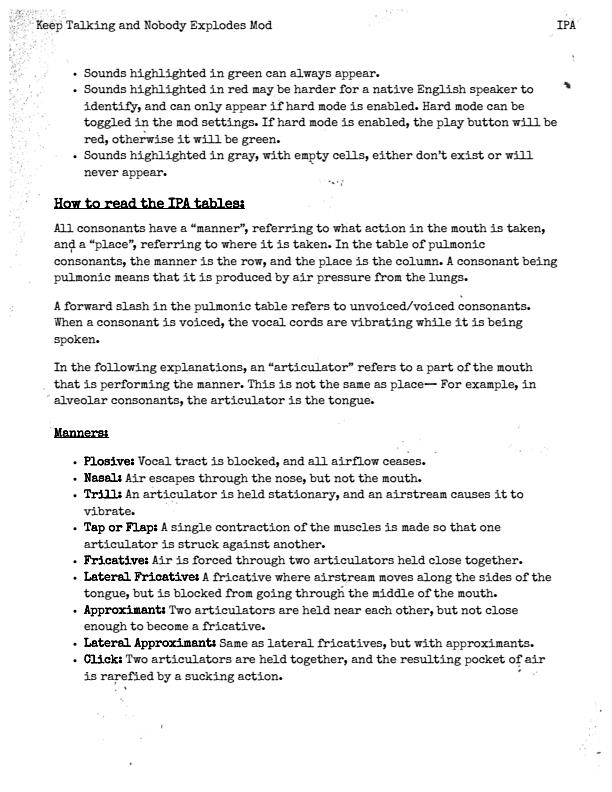 Keep Talking and Nobody Explodes Mod IPA
• Sounds highlighted in green can always appear.
• Sounds highlighted in red may be harder for a native English speaker to
identify, and can only appear if hard mode is enabled. Hard mode can be
toggled in the mod settings. If hard mode is enabled, the play button will be
red, otherwise it will be green.
• Sounds highlighted in gray, with empty cells, either don't exist or will
never appear.
How to read the IPA tables:
All consonants have a "manner", referring to what action in the mouth is taken,
and a "place", referring to where it is taken. In the table of pulmonic
consonants, the manner is the row, and the place is the column. A consonant being
pulmonic means that it is produced by air pressure from the lungs.
A forward slash in the pulmonic table refers to unvoiced/voiced consonants.
When a consonant is voiced, the vocal cords are vibrating while it is being
spoken.
In the following explanations, an "articulator" refers to a part of the mouth
that is performing the manner. This is not the same as place— For example, in
alveolar consonants, the articulator is the tongue.
Manners:
• Plosive: Vocal tract is blocked, and all airflow ceases.
• Nasal: Air escapes through the nose, but not the mouth.
• Trill: An articulator is held stationary, and an airstream causes it to
vibrate.
• Tap or Flap: A single contraction of the muscles is made so that one
articulator is struck against another.
• Fricative: Air is forced through two articulators held close together.
• Lateral Fricative: A fricative where airstream moves along the sides of the
tongue, but is blocked from going through the middle of the mouth.
• Approximant: Two articulators are held near each other, but not close
enough to become a fricative.
• Lateral Approximant: Same as lateral fricatives, but with approximants.
• Click: Two articulators are held together, and the resulting pocket of air
is rarefied by a sucking action.